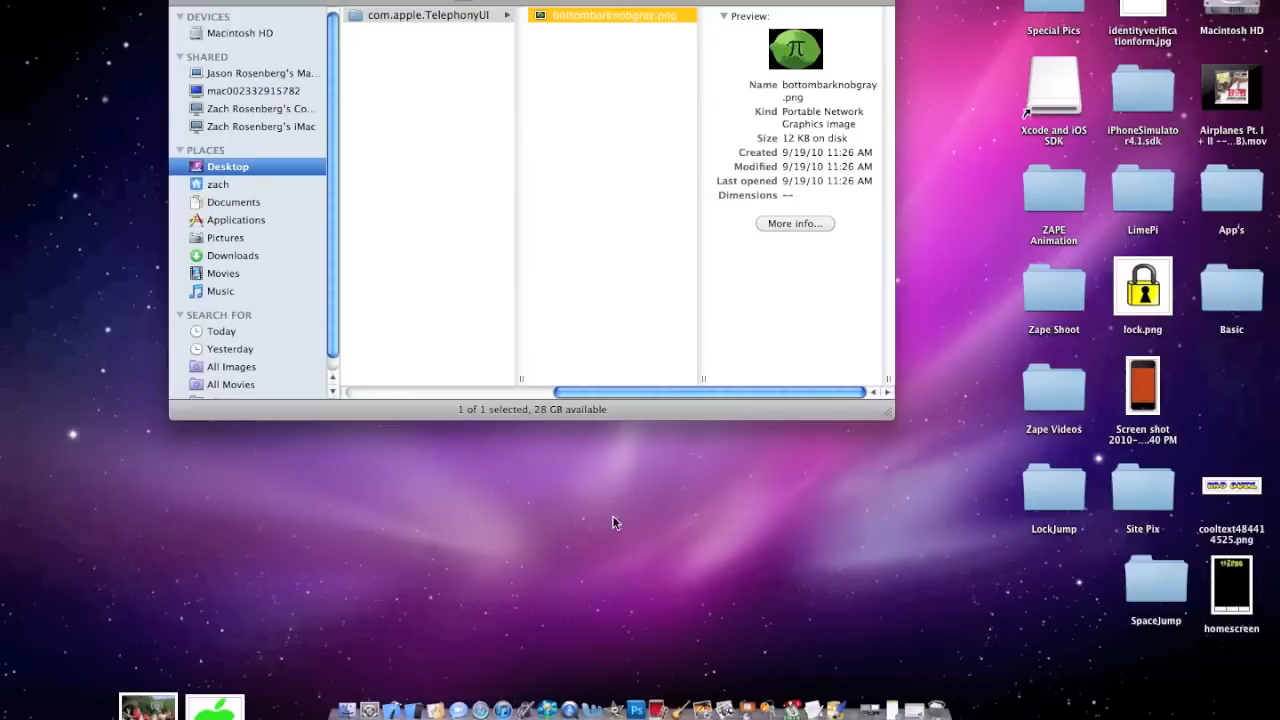 DEVICES
Macintosh HD
SHARED
Jason Rosenberg's Ma...
mac002332915782
Zach Rosenberg's Co...
Zach Rosenberg's iMac
PLACES
Desktop
zach
Documents
Applications
Pictures
Downloads
Movies
Music
SEARCH FOR
Today
Yesterday
All Images
All Movies
com.apple.TelephonyUI
bottombarknobgray.png
Preview:
π
Name bottombarknobgray
.png
Kind Portable Network
Graphics image
Size 12 KB on disk
Created 9/19/10 11:26 AM
Modified 9/19/10 11:26 AM
Last opened 9/19/10 11:26 AM
Dimensions --
More info...
1 of 1 selected, 28 GB available
Special Pics
identityverifica
tionform.jpg
Macintosh HD
Xcode and iOS
SDK
iPhoneSimulato
r4.1.sdk
Airplanes Pt. I
+ II --...B).mov
ZAPE
Animation
LimePi
App's
Zape Shoot
lock.png
Basic
Zape Videos
Screen shot
2010-....40 PM
LockJump
Site Pix
cooltext48441
4525.png
SpaceJump
homescreen
Ps